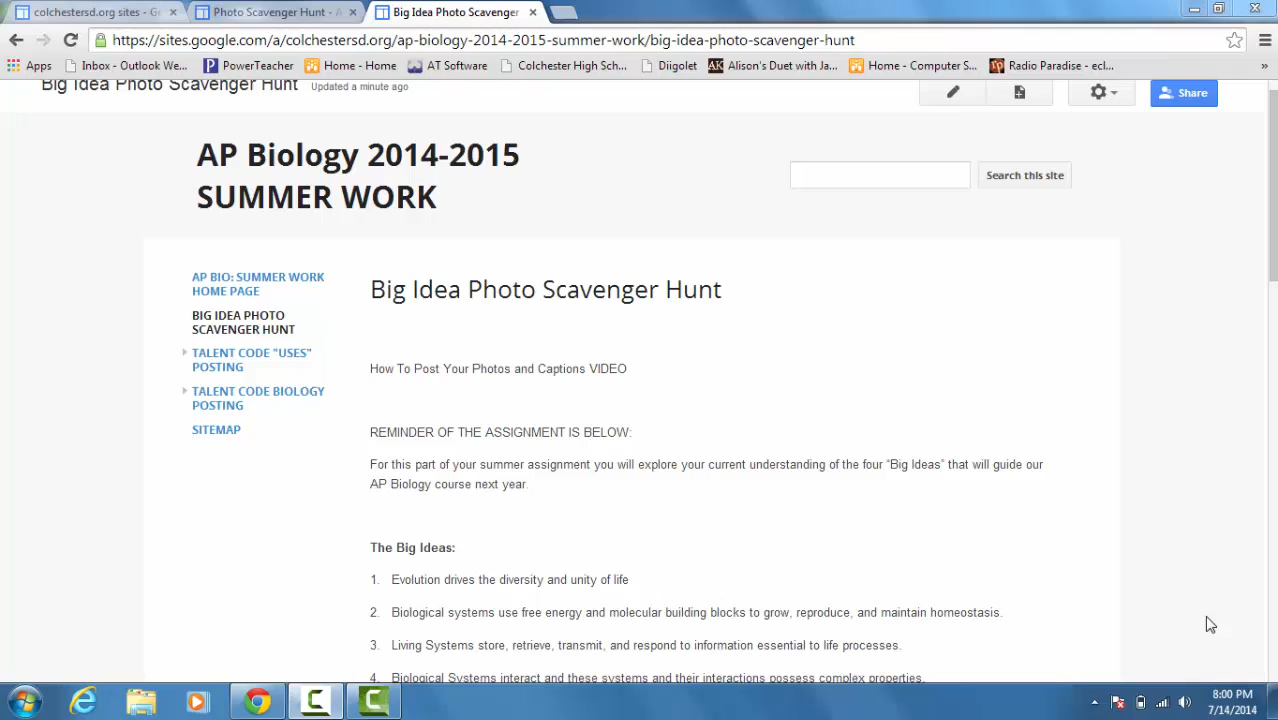 colchestersd.org sites - G
Photo Scavenger Hunt - A
Big Idea Photo Scavenger
https://sites.google.com/a/colchestersd.org/ap-biology-2014-2015-summer-work/big-idea-photo-scavenger-hunt
Apps
Inbox - Outlook We...
PowerTeacher
Home - Home
AT Software
Colchester High Sch...
Diigolet
AK Alison's Duet with Ja...
Home - Computer S...
Radio Paradise - ecl...
»
Big Idea Photo Scavenger Hunt Updated a minute ago
Share
AP Biology 2014-2015
SUMMER WORK
Search this site
AP BIO: SUMMER WORK
HOME PAGE
BIG IDEA PHOTO
SCAVENGER HUNT
TALENT CODE "USES"
POSTING
TALENT CODE BIOLOGY
POSTING
SITEMAP
Big Idea Photo Scavenger Hunt
How To Post Your Photos and Captions VIDEO
REMINDER OF THE ASSIGNMENT IS BELOW:
For this part of your summer assignment you will explore your current understanding of the four “Big Ideas” that will guide our
AP Biology course next year.
The Big Ideas:
1. Evolution drives the diversity and unity of life
2. Biological systems use free energy and molecular building blocks to grow, reproduce, and maintain homeostasis.
3. Living Systems store, retrieve, transmit, and respond to information essential to life processes.
4. Biological Systems interact and these systems and their interactions possess complex properties.
8:00 PM
7/14/2014